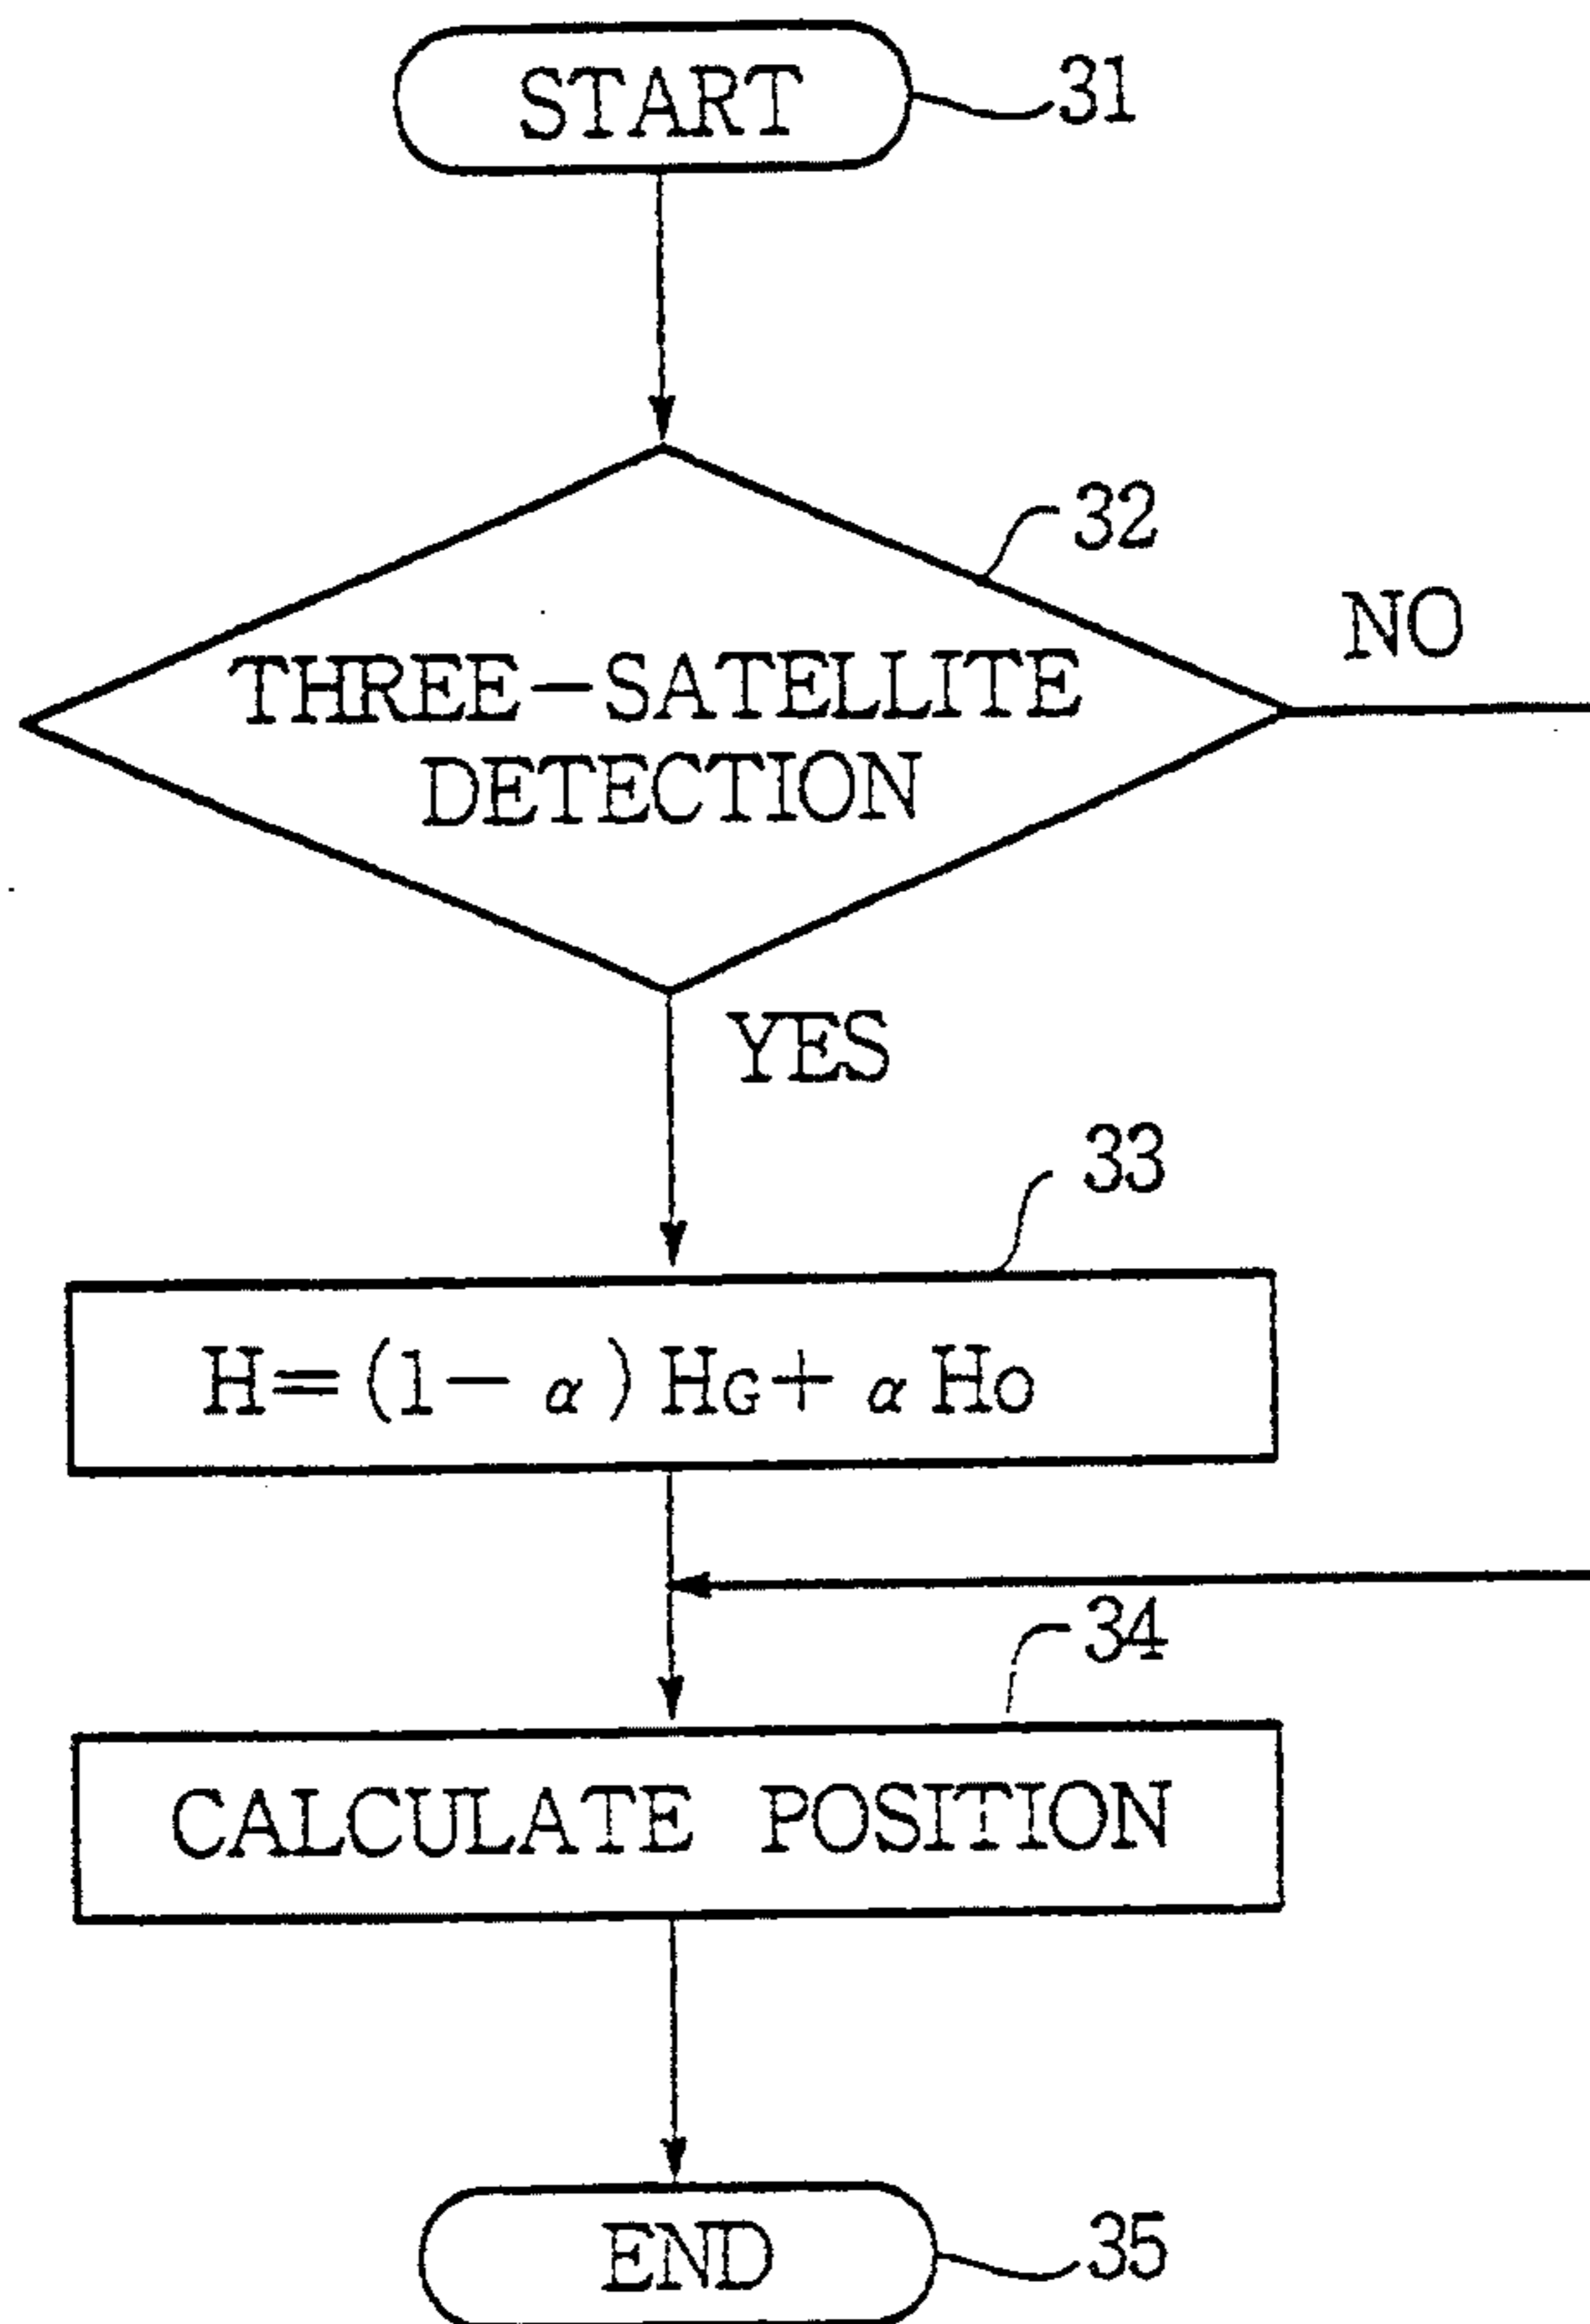 START
31
32
NO
THREE-SATELLITE
DETECTION
YES
33
H=(1-α)HG+αHO
34
CALCULATE POSITION
END
35